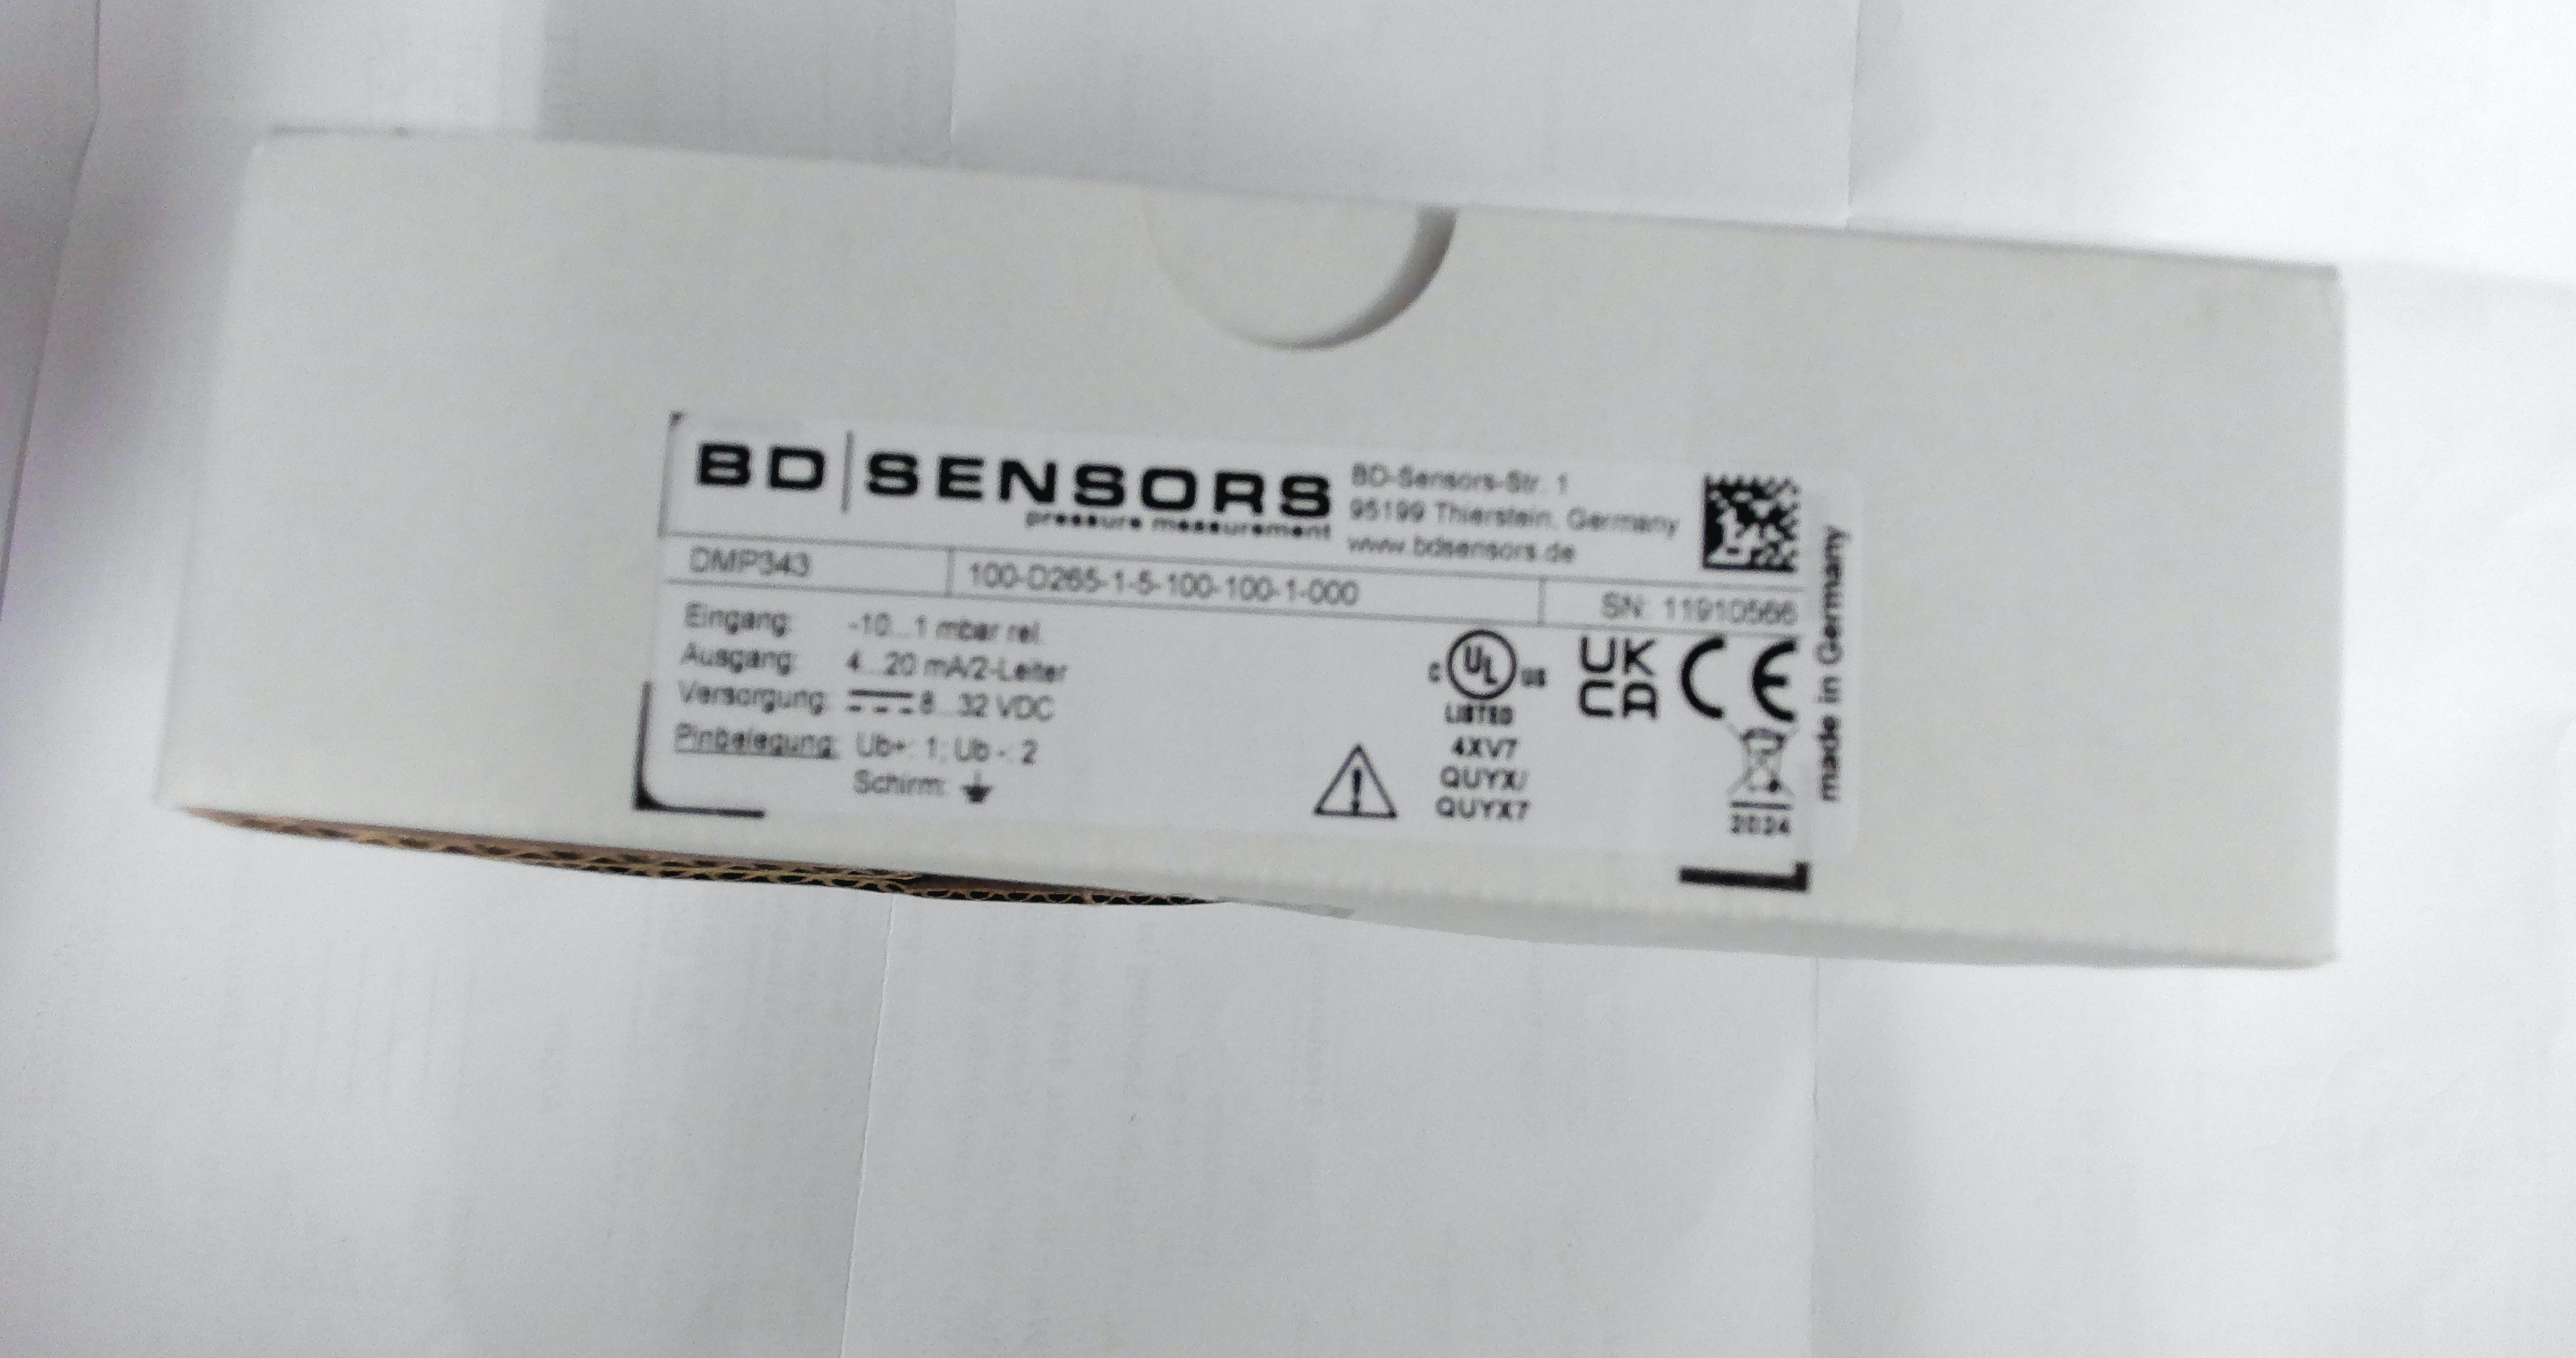 BD SENSORS
pressure measurement
BD-Sensors-Str. 1
95199 Thierstein, Germany
www.bdsensors.de
DMP343 100-D265-1-5-100-100-1-000 SN: 11910566
Eingang: -10...1 mbar rel.
Ausgang: 4...20 mA/2-Leiter
Versorgung: 8...32 VDC
Pinbelegung: Ub+: 1; Ub -: 2
Schirm:
C UL US
LISTED
4XV7
QUYX/
QUYX7
UK
CA
CE
2024
made in Germany